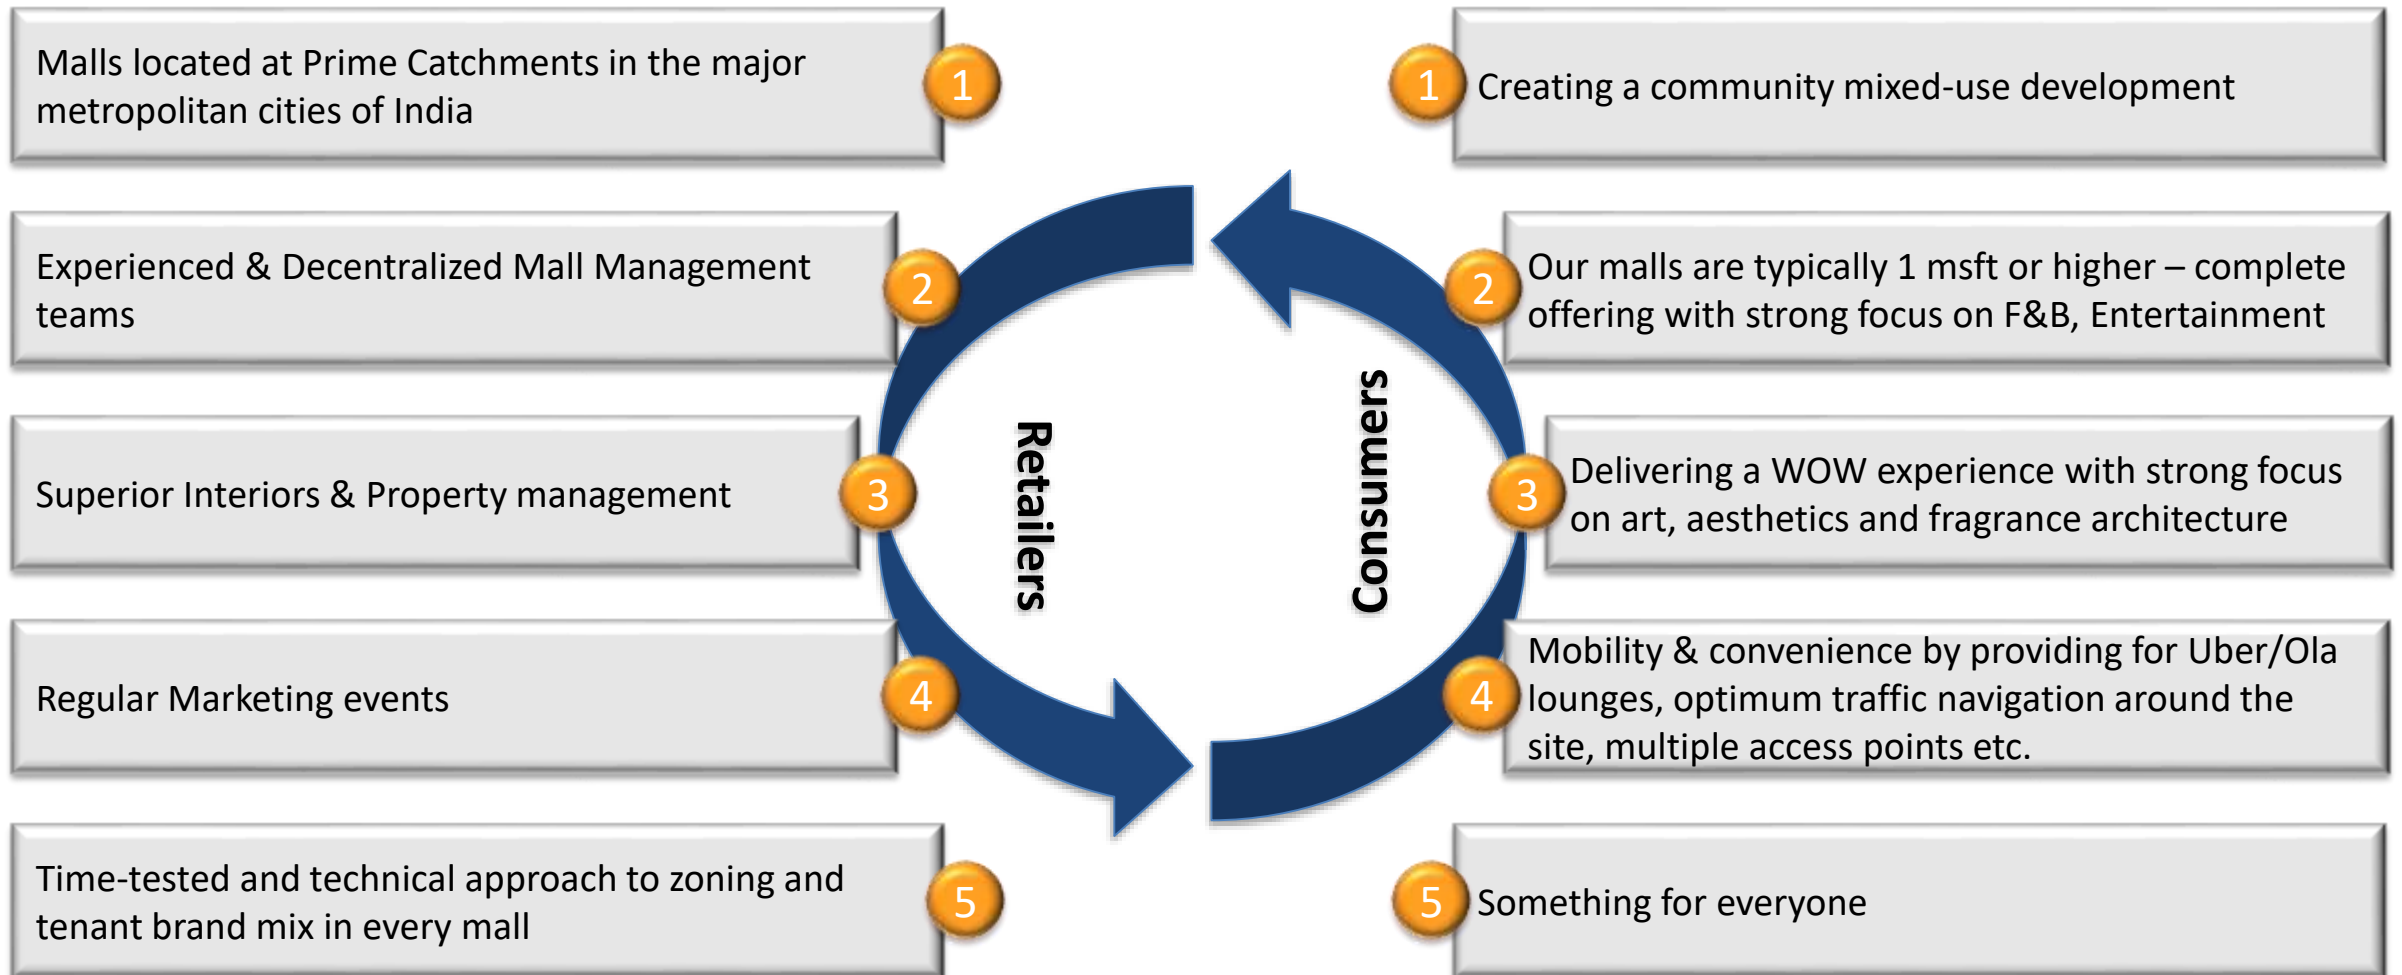 Malls located at Prime Catchments in the major
metropolitan cities of India
1
Experienced & Decentralized Mall Management
teams
2
Superior Interiors & Property management
3
Regular Marketing events
4
Time-tested and technical approach to zoning and
tenant brand mix in every mall
5
Retailers
Consumers
1
Creating a community mixed-use development
2
Our malls are typically 1 msft or higher – complete
offering with strong focus on F&B, Entertainment
3
Delivering a WOW experience with strong focus
on art, aesthetics and fragrance architecture
4
Mobility & convenience by providing for Uber/Ola
lounges, optimum traffic navigation around the
site, multiple access points etc.
5
Something for everyone